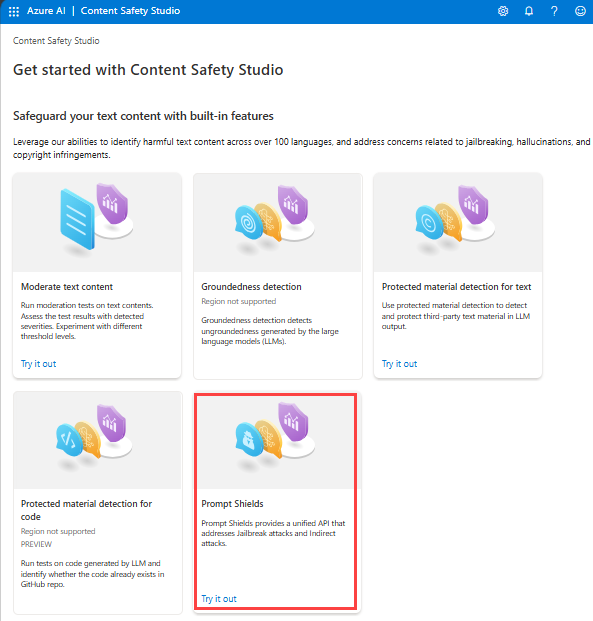 Azure AI | Content Safety Studio
Content Safety Studio
Get started with Content Safety Studio
Safeguard your text content with built-in features
Leverage our abilities to identify harmful text content across over 100 languages, and address concerns related to jailbreaking, hallucinations, and
copyright infringements.
Moderate text content
Run moderation tests on text contents.
Assess the test results with detected
severities. Experiment with different
threshold levels.
Try it out
Groundedness detection
Region not supported
Groundedness detection detects
ungroundedness generated by the large
language models (LLMs).
Protected material detection for text
Use protected material detection to detect
and protect third-party text material in LLM
output.
Try it out
Protected material detection for
code
Region not supported
PREVIEW
Run tests on code generated by LLM and
identify whether the code already exists in
GitHub repo.
Prompt Shields
Prompt Shields provides a unified API that
addresses Jailbreak attacks and Indirect
attacks.
Try it out